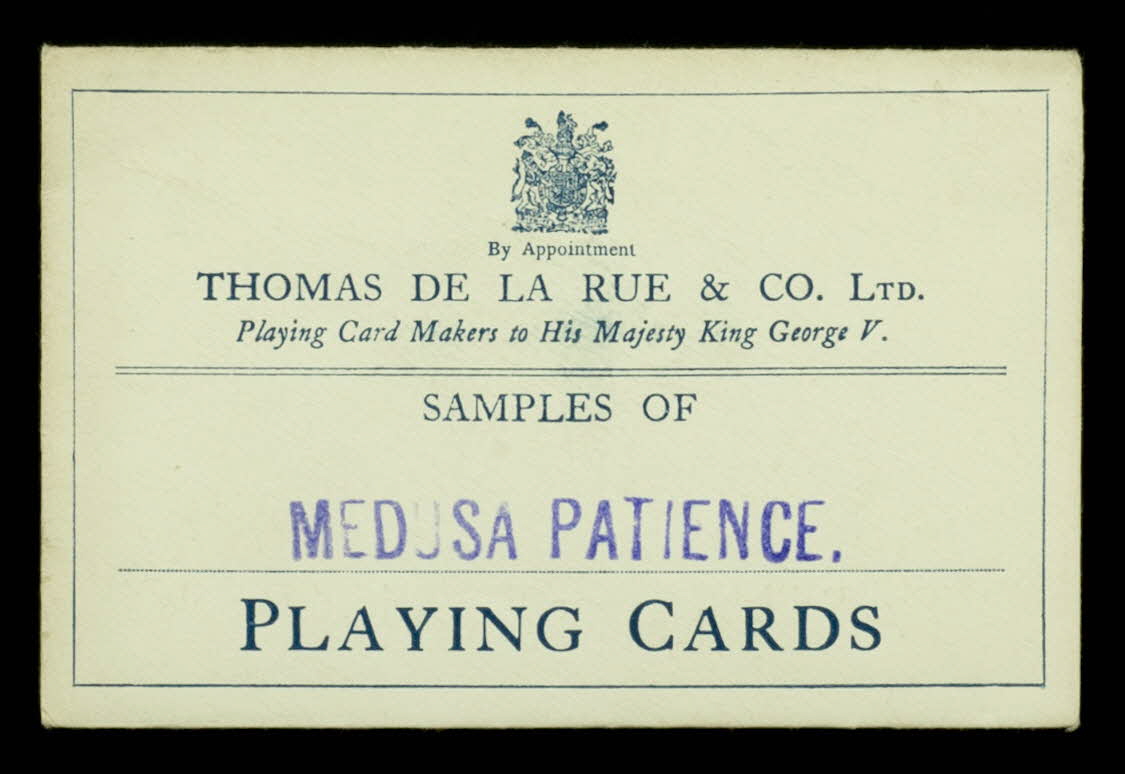 By Appointment
THOMAS DE LA RUE & CO. LTD.
Playing Card Makers to His Majesty King George V.
SAMPLES OF
MEDUSA PATIENCE.
PLAYING CARDS